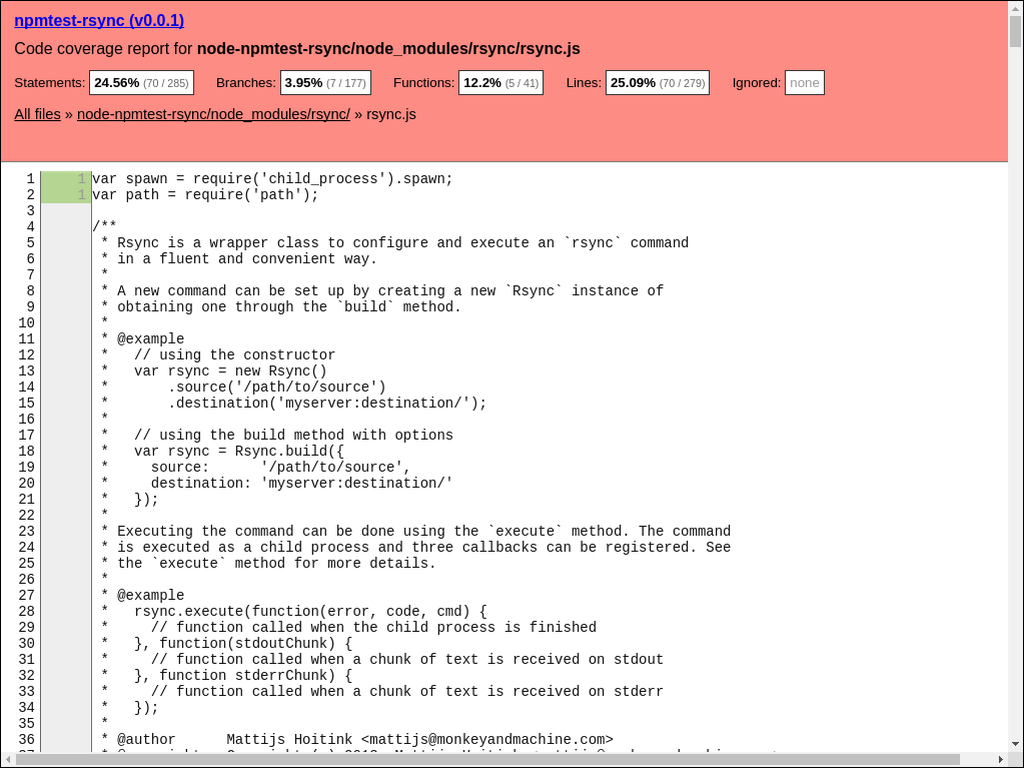 npmtest-rsync (v0.0.1)
Code coverage report for node-npmtest-rsync/node_modules/rsync/rsync.js
Statements: 24.56% (70 / 285) Branches: 3.95% (7 / 177) Functions: 12.2% (5 / 41) Lines: 25.09% (70 / 279) Ignored: none
All files » node-npmtest-rsync/node_modules/rsync/ » rsync.js
1 1 var spawn = require('child_process').spawn;
2 1 var path = require('path');
3
4 /**
5 * Rsync is a wrapper class to configure and execute an `rsync` command
6 * in a fluent and convenient way.
7 *
8 * A new command can be set up by creating a new `Rsync` instance of
9 * obtaining one through the `build` method.
10 *
11 * @example
12 *   // using the constructor
13 *   var rsync = new Rsync()
14 *       .source('/path/to/source')
15 *       .destination('myserver:destination/');
16 *
17 *   // using the build method with options
18 *   var rsync = Rsync.build({
19 *     source:      '/path/to/source',
20 *     destination: 'myserver:destination/'
21 *   });
22 *
23 * Executing the command can be done using the `execute` method. The command
24 * is executed as a child process and three callbacks can be registered. See
25 * the `execute` method for more details.
26 *
27 * @example
28 *   rsync.execute(function(error, code, cmd) {
29 *     // function called when the child process is finished
30 *   }, function(stdoutChunk) {
31 *     // function called when a chunk of text is received on stdout
32 *   }, function stderrChunk) {
33 *     // function called when a chunk of text is received on stderr
34 *   });
35 *
36 * @author      Mattijs Hoitink <mattijs@monkeyandmachine.com>